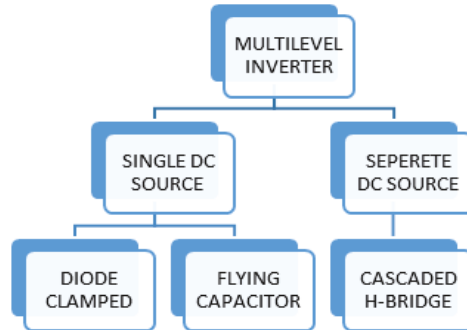 MULTILEVEL
INVERTER
SINGLE DC
SOURCE
SEPERETE
DC SOURCE
DIODE
CLAMPED
FLYING
CAPACITOR
CASCADED
H-BRIDGE